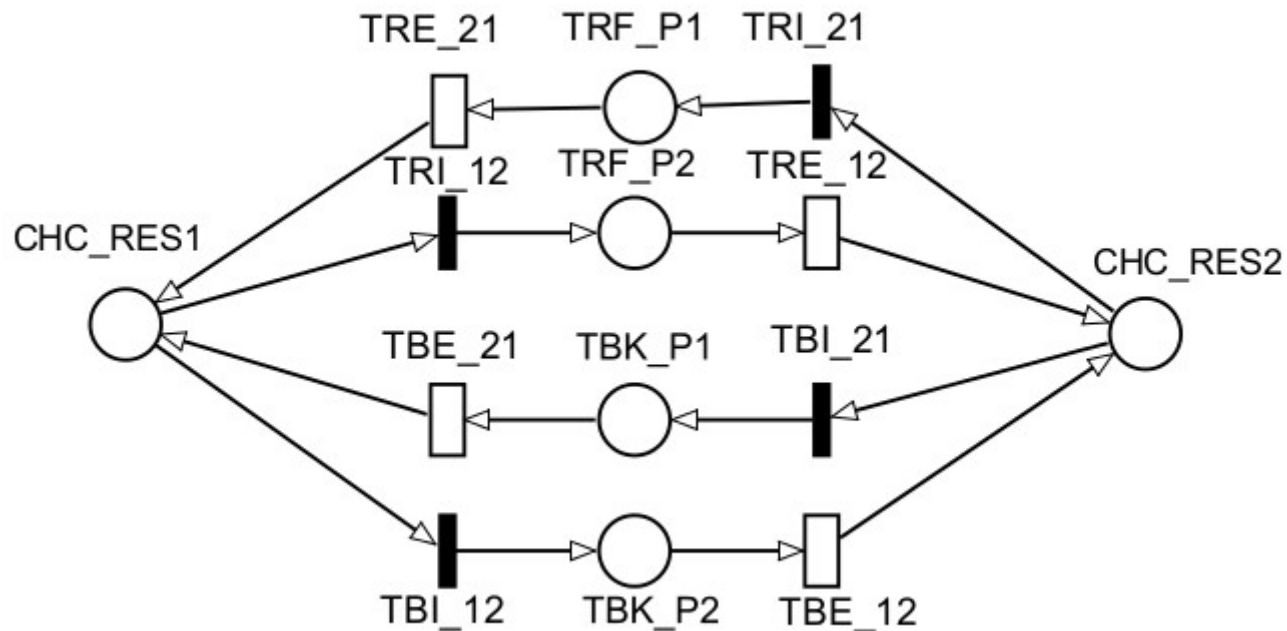 TRE_21 TRF_P1 TRI_21
TRI_12 TRF_P2 TRE_12
CHC_RES1
CHC_RES2
TBE_21 TBK_P1 TBI_21
TBI_12 TBK_P2 TBE_12